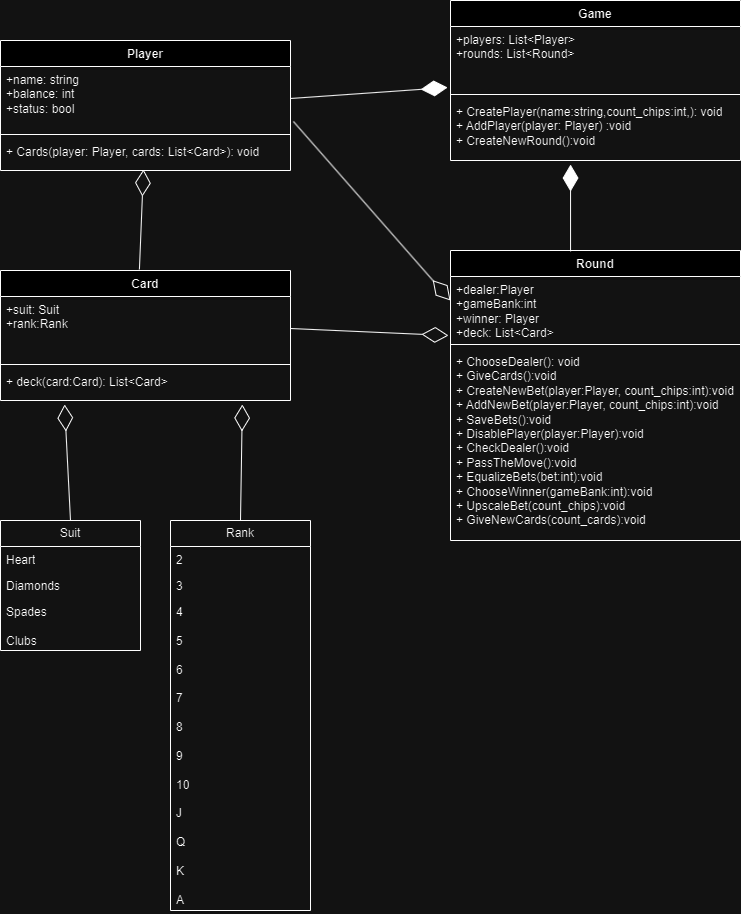 Game
+players: List<Player>
+rounds: List<Round>
+ CreatePlayer(name:string,count_chips:int,): void
+ AddPlayer(player: Player) :void
+ CreateNewRound():void
Player
+name: string
+balance: int
+status: bool
+ Cards(player: Player, cards: List<Card>): void
Card
+suit: Suit
+rank:Rank
+ deck(card:Card): List<Card>
Round
+dealer:Player
+gameBank:int
+winner: Player
+deck: List<Card>
+ ChooseDealer(): void
+ GiveCards():void
+ CreateNewBet(player:Player, count_chips:int):void
+ AddNewBet(player:Player, count_chips:int):void
+ SaveBets():void
+ DisablePlayer(player:Player):void
+ CheckDealer():void
+ PassTheMove():void
+ EqualizeBets(bet:int):void
+ ChooseWinner(gameBank:int):void
+ UpscaleBet(count_chips):void
+ GiveNewCards(count_cards):void
Suit
Heart
Diamonds
Spades
Clubs
Rank
2
3
4
5
6
7
8
9
10
J
Q
K
A